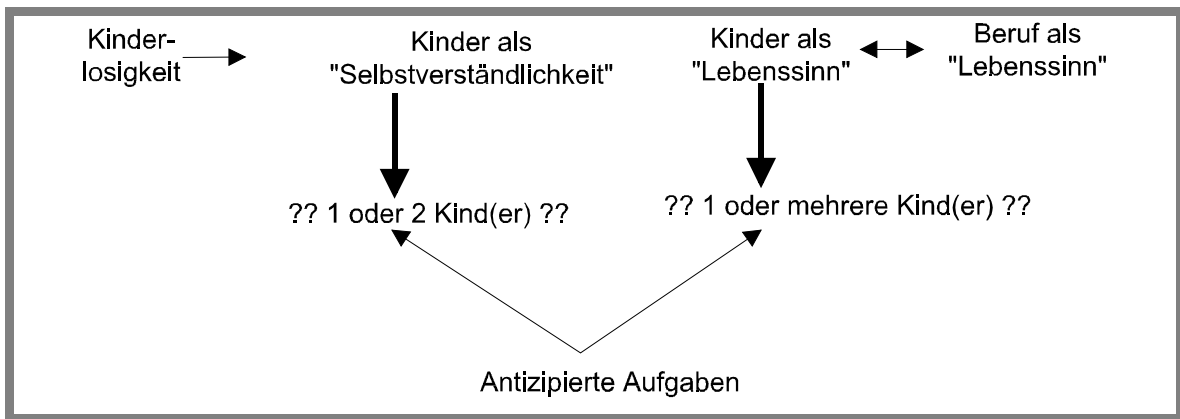 Kinder-
losigkeit
Kinder als
"Selbstverständlichkeit"
Kinder als
"Lebenssinn"
Beruf als
"Lebenssinn"
?? 1 oder 2 Kind(er) ??
?? 1 oder mehrere Kind(er) ??
Antizipierte Aufgaben